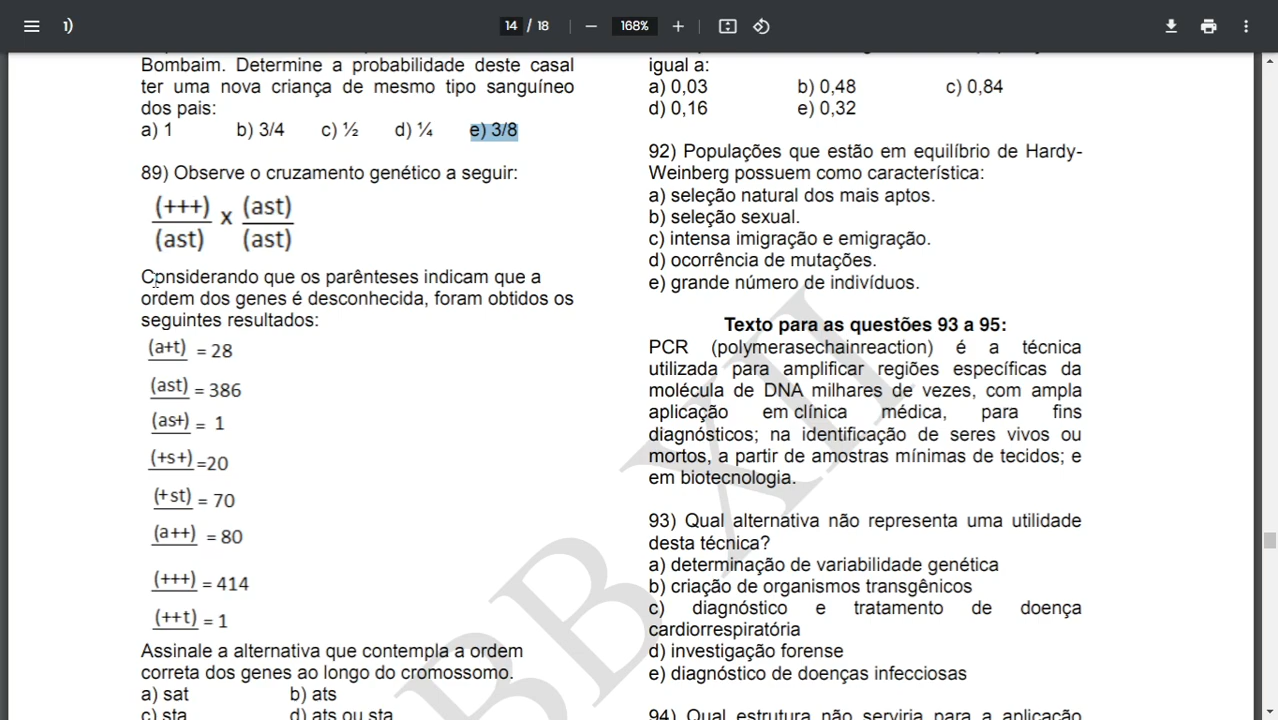 1)
14 / 18
168%
Bombaim. Determine a probabilidade deste casal
ter uma nova criança de mesmo tipo sanguíneo
dos pais:
a) 1 b) 3/4 c) ½ d) ¼ e) 3/8
89) Observe o cruzamento genético a seguir:
(+++) x (ast)
(ast) (ast)
Considerando que os parênteses indicam que a
ordem dos genes é desconhecida, foram obtidos os
seguintes resultados:
(a+t) = 28
(ast) = 386
(as+) = 1
(+s+) =20
(+st) = 70
(a++) = 80
(+++) = 414
(++t) = 1
Assinale a alternativa que contempla a ordem
correta dos genes ao longo do cromossomo.
a) sat b) ats
c) sta d) ats ou sta
igual a:
a) 0,03 b) 0,48 c) 0,84
d) 0,16 e) 0,32
92) Populações que estão em equilíbrio de Hardy-
Weinberg possuem como característica:
a) seleção natural dos mais aptos.
b) seleção sexual.
c) intensa imigração e emigração.
d) ocorrência de mutações.
e) grande número de indivíduos.
Texto para as questões 93 a 95:
PCR (polymerasechainreaction) é a técnica
utilizada para amplificar regiões específicas da
molécula de DNA milhares de vezes, com ampla
aplicação em clínica médica, para fins
diagnósticos; na identificação de seres vivos ou
mortos, a partir de amostras mínimas de tecidos; e
em biotecnologia.
93) Qual alternativa não representa uma utilidade
desta técnica?
a) determinação de variabilidade genética
b) criação de organismos transgênicos
c) diagnóstico e tratamento de doença
cardiorrespiratória
d) investigação forense
e) diagnóstico de doenças infecciosas
94) Qual estrutura não serviria para a aplicação
BB XII